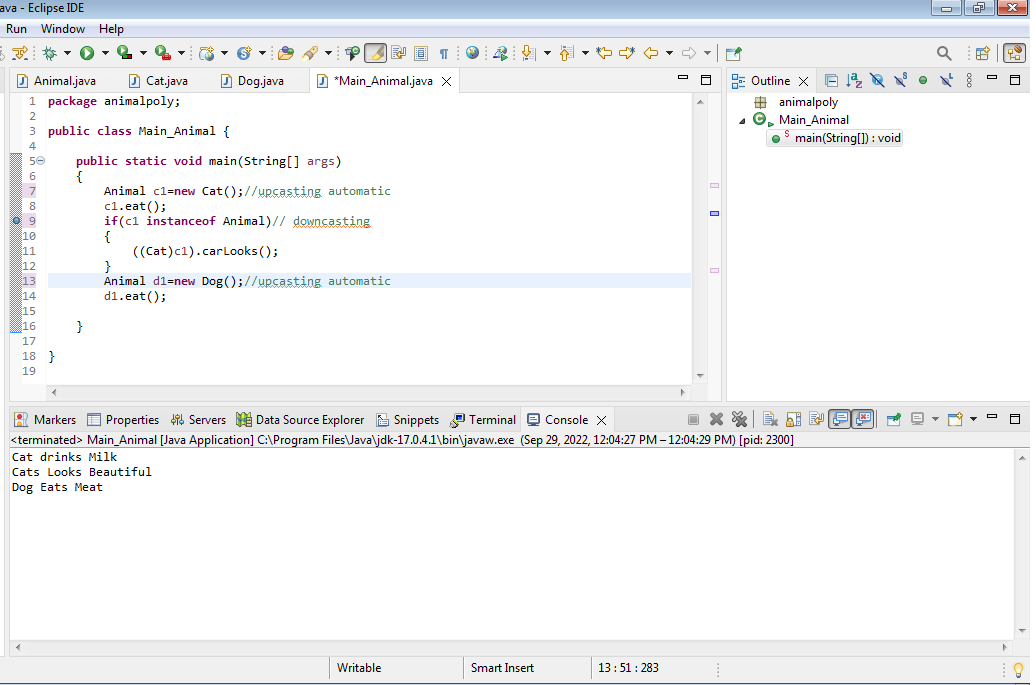 ava - Eclipse IDE
Run Window Help
Animal.java Cat.java Dog.java *Main_Animal.java
1 package animalpoly;
2
3 public class Main_Animal {
4
5 public static void main(String[] args)
6 {
7 Animal c1=new Cat();//upcasting automatic
8 c1.eat();
9 if(c1 instanceof Animal)// downcasting
10 {
11 ((Cat)c1).carLooks();
12 }
13 Animal d1=new Dog();//upcasting automatic
14 d1.eat();
15
16 }
17
18 }
19
Outline
animalpoly
Main_Animal
main(String[]) : void
Markers Properties Servers Data Source Explorer Snippets Terminal Console
<terminated> Main_Animal [Java Application] C:\Program Files\Java\jdk-17.0.4.1\bin\javaw.exe (Sep 29, 2022, 12:04:27 PM – 12:04:29 PM) [pid: 2300]
Cat drinks Milk
Cats Looks Beautiful
Dog Eats Meat
Writable Smart Insert 13 : 51 : 283